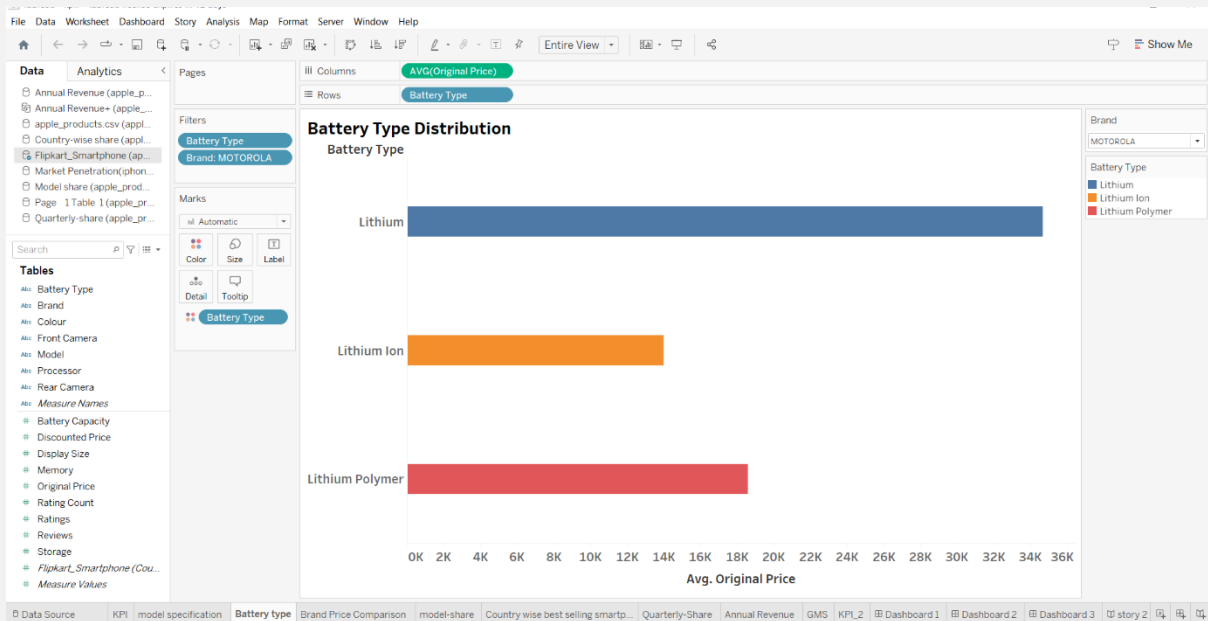 File Data Worksheet Dashboard Story Analysis Map Format Server Window Help
Entire View
Show Me
Data Analytics
Annual Revenue (apple_p...
Annual Revenue+ (apple_...
apple_products.csv (appl...
Country-wise share (appl...
Flipkart_Smartphone (ap...
Market Penetration(iphon...
Model share (apple_prod...
Page 1 Table 1 (apple_pr...
Quarterly-share (apple_pr...
Search
Tables
Abc Battery Type
Abc Brand
Abc Colour
Abc Front Camera
Abc Model
Abc Processor
Abc Rear Camera
Abc Measure Names
# Battery Capacity
# Discounted Price
# Display Size
# Memory
# Original Price
# Rating Count
# Ratings
# Reviews
# Storage
# Flipkart_Smartphone (Cou...
# Measure Values
Pages
Filters
Battery Type
Brand: MOTOROLA
Marks
Automatic
Color Size Label
Detail Tooltip
Battery Type
Columns AVG(Original Price)
Rows Battery Type
Battery Type Distribution
Battery Type
Lithium
Lithium Ion
Lithium Polymer
0K 2K 4K 6K 8K 10K 12K 14K 16K 18K 20K 22K 24K 26K 28K 30K 32K 34K 36K
Avg. Original Price
Brand
MOTOROLA
Battery Type
Lithium
Lithium Ion
Lithium Polymer
Data Source KPI model specification Battery type Brand Price Comparison model-share Country wise best selling smartp... Quarterly-Share Annual Revenue GMS KPI_2 Dashboard 1 Dashboard 2 Dashboard 3 story 2